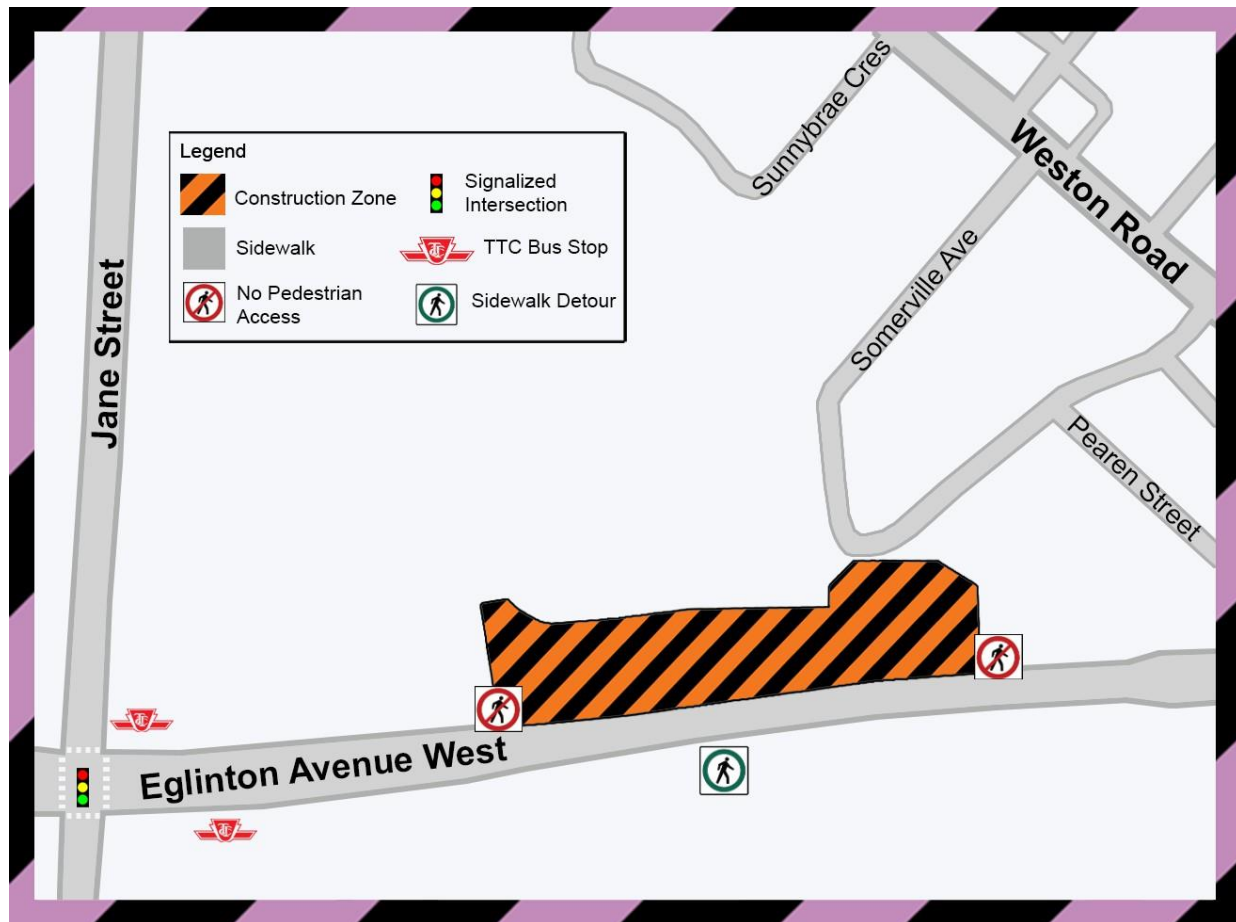 Legend
Construction Zone
Signalized
Intersection
Sidewalk
TTC Bus Stop
No Pedestrian
Access
Sidewalk Detour
Sunnybrae Cres
Weston Road
Somerville Ave
Pearen Street
Jane Street
Eglinton Avenue West